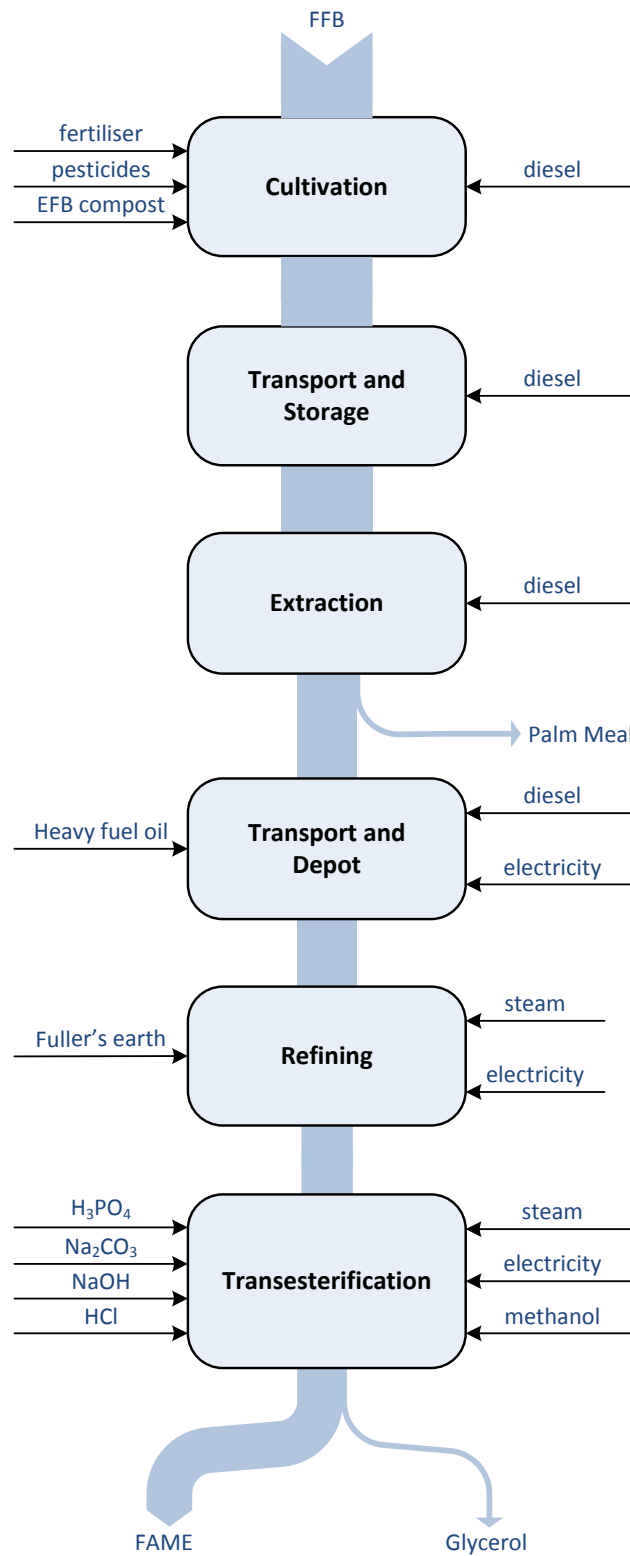 FFB
fertiliser
pesticides
EFB compost
Cultivation
diesel
Transport and
Storage
diesel
Extraction
diesel
Palm Meal
Heavy fuel oil
Transport and
Depot
diesel
electricity
Fuller’s earth
Refining
steam
electricity
H₃PO₄
Na₂CO₃
NaOH
HCl
Transesterification
steam
electricity
methanol
FAME
Glycerol